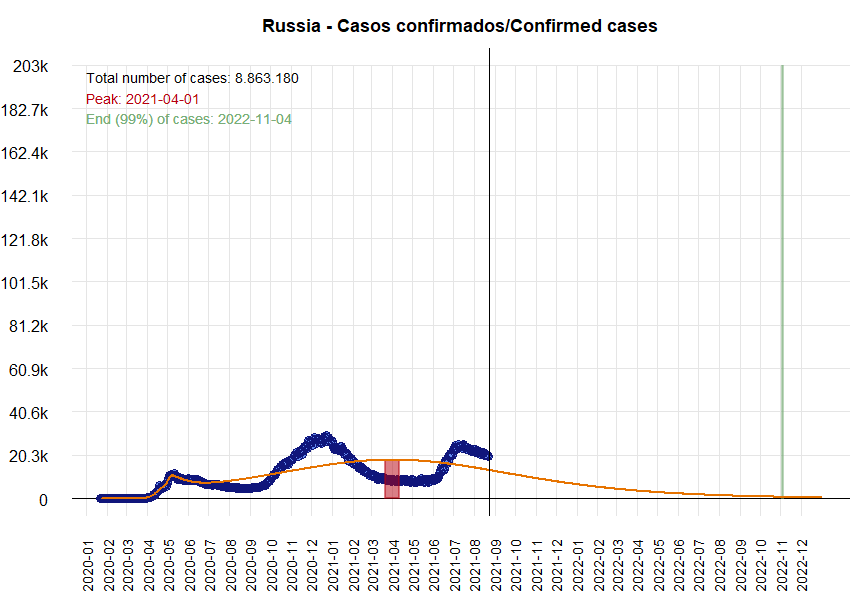 Russia - Casos confirmados/Confirmed cases
203k
182.7k
162.4k
142.1k
121.8k
101.5k
81.2k
60.9k
40.6k
20.3k
0
Total number of cases: 8.863.180
Peak: 2021-04-01
End (99%) of cases: 2022-11-04
2020-01
2020-02
2020-03
2020-04
2020-05
2020-06
2020-07
2020-08
2020-09
2020-10
2020-11
2020-12
2021-01
2021-02
2021-03
2021-04
2021-05
2021-06
2021-07
2021-08
2021-09
2021-10
2021-11
2021-12
2022-01
2022-02
2022-03
2022-04
2022-05
2022-06
2022-07
2022-08
2022-09
2022-10
2022-11
2022-12